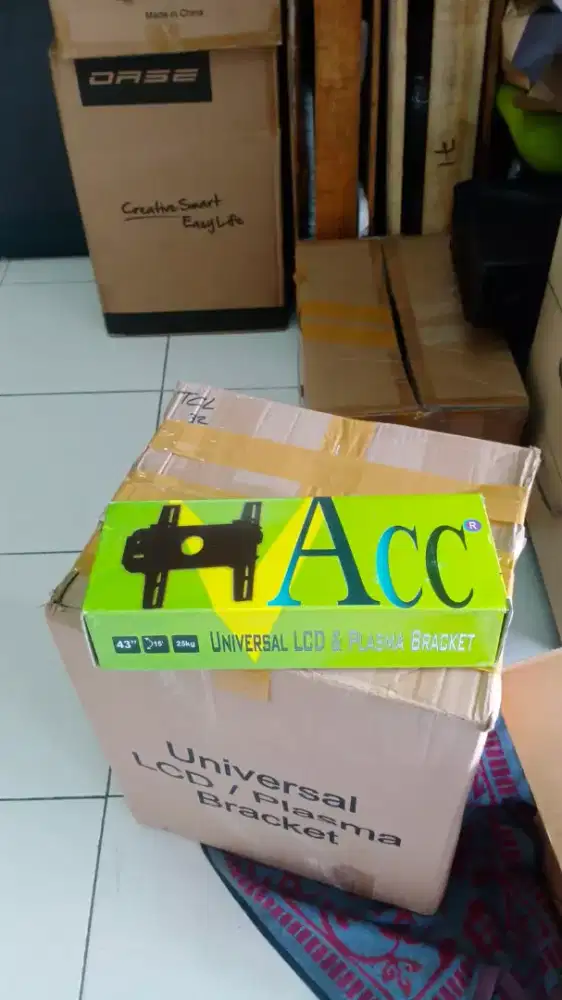 Made in China
ORSE
Creative Smart
Easy Life
TCL
32
ACC®
43" 15° 25kg UNIVERSAL LCD & PLASMA BRACKET
Universal
LCD / Plasma
Bracket